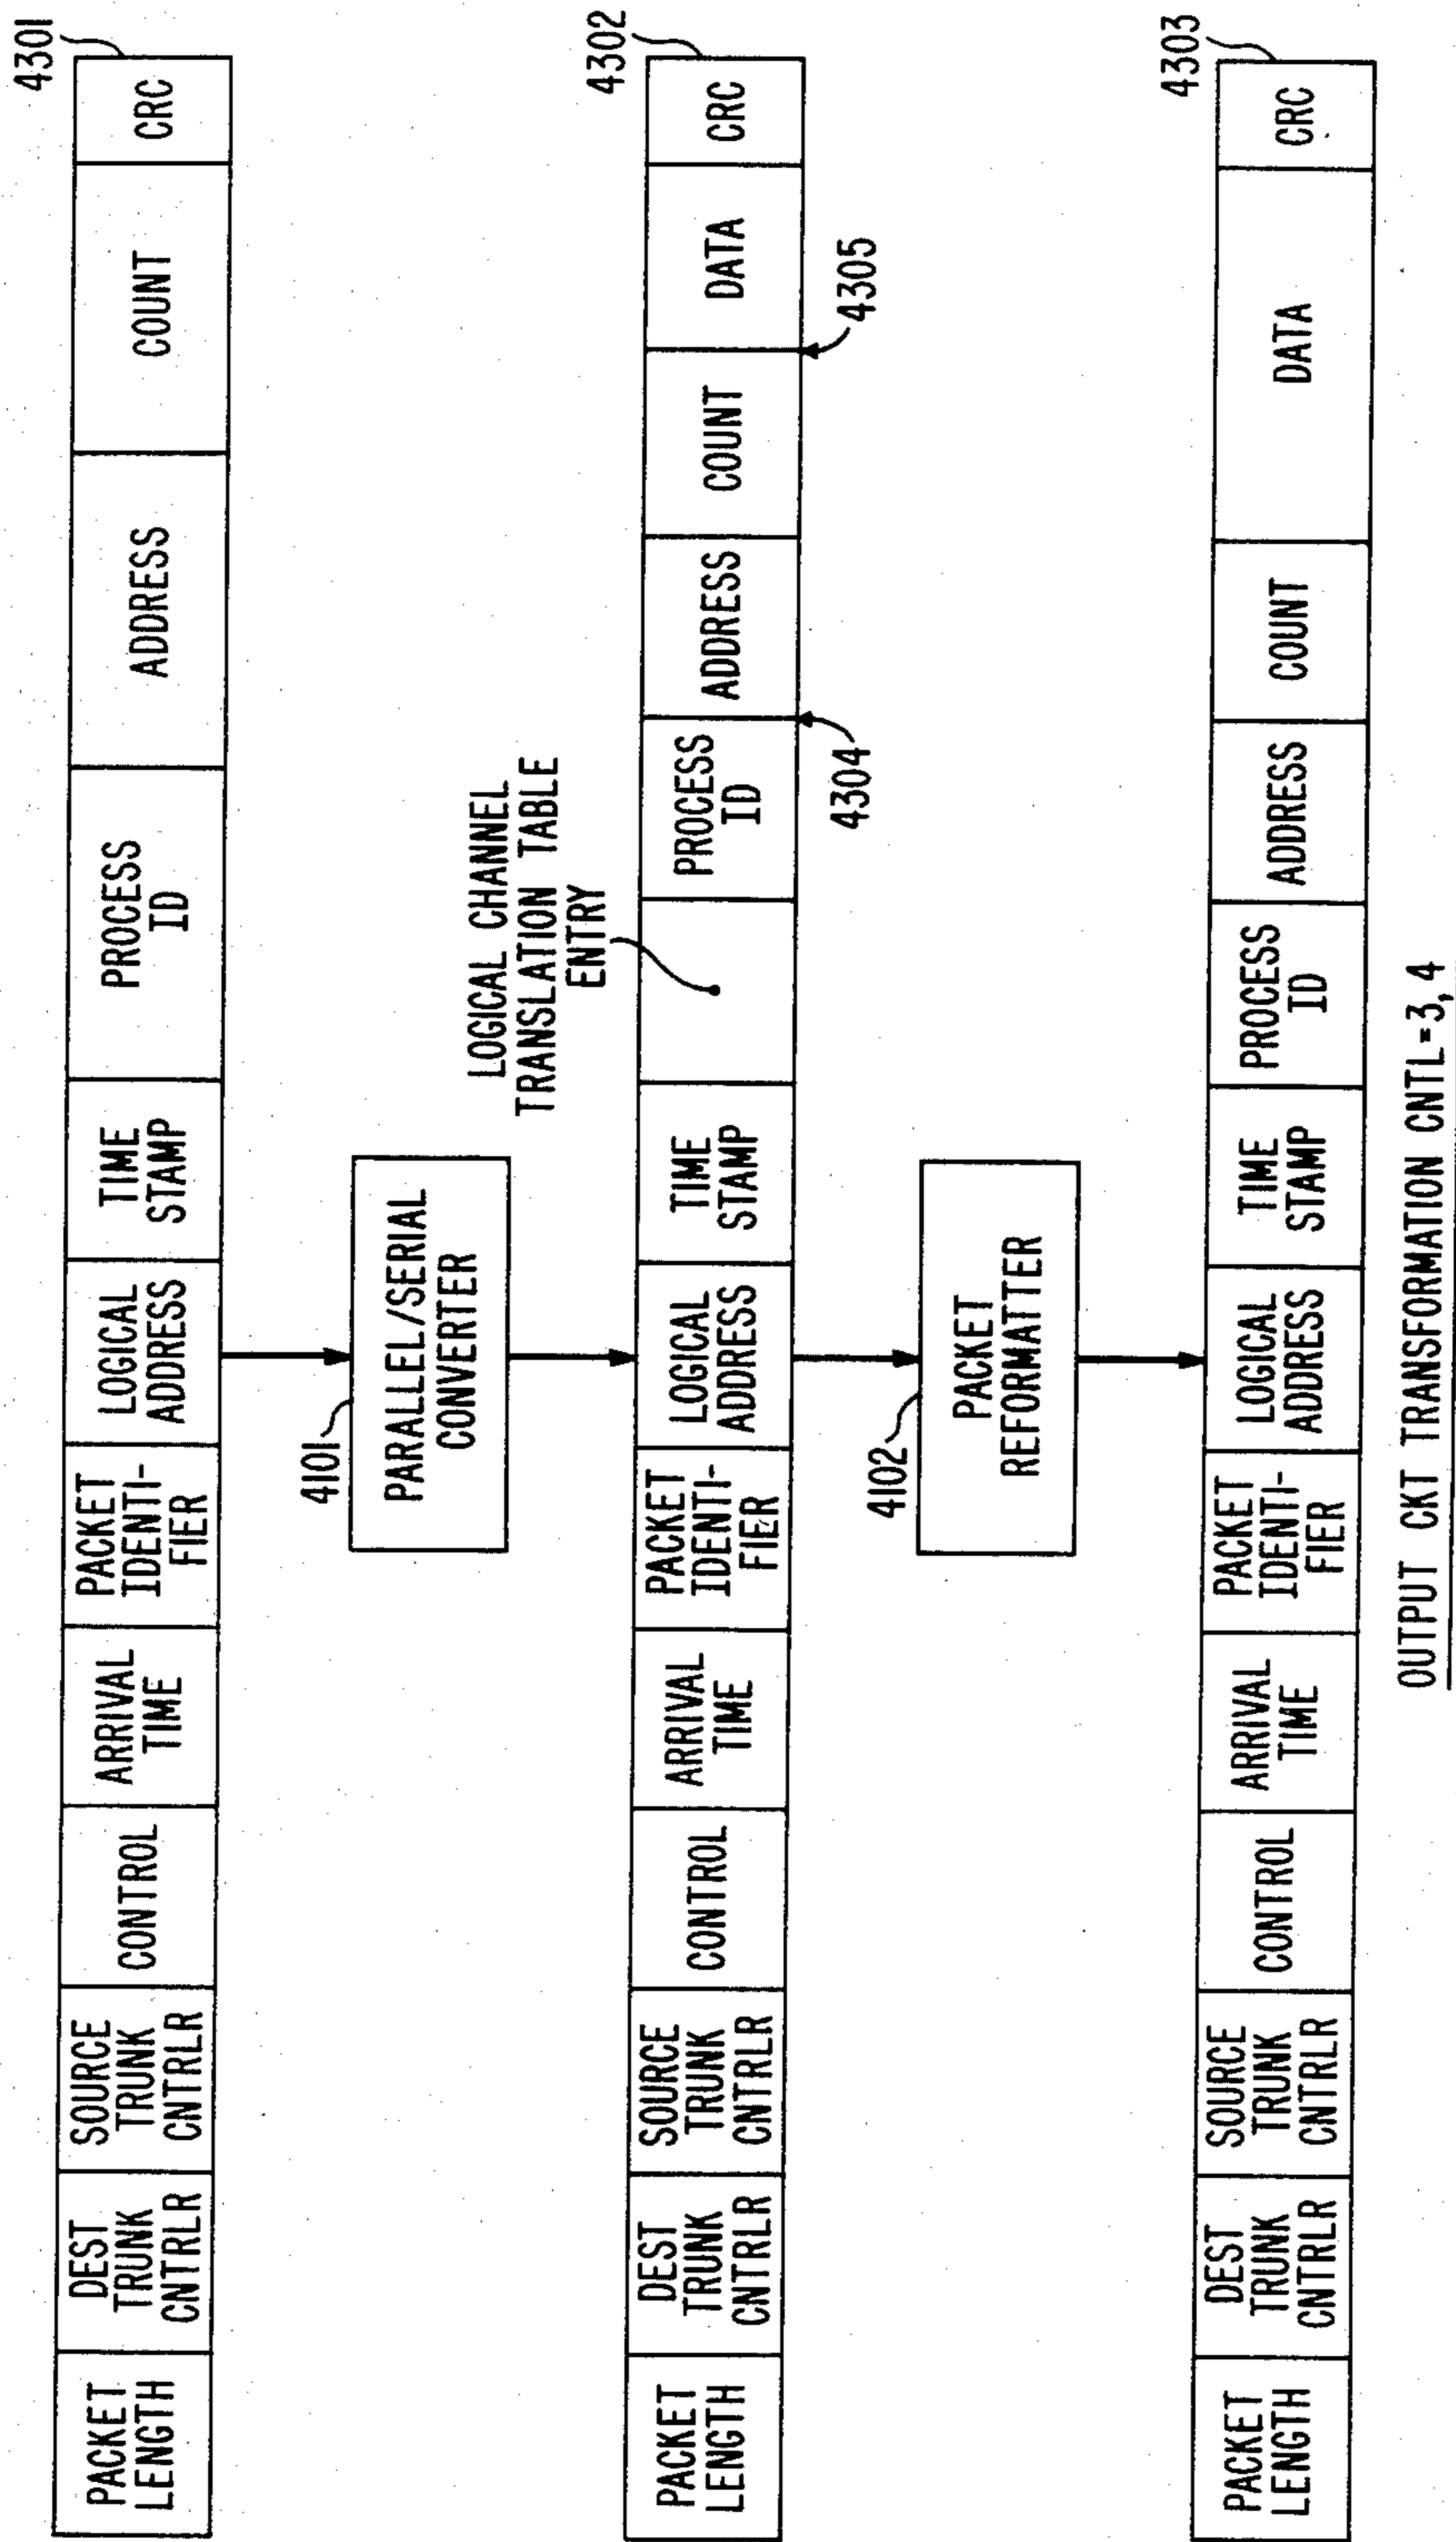 PACKET
LENGTH
DEST
TRUNK
CNTRLR
SOURCE
TRUNK
CNTRLR
CONTROL
ARRIVAL
TIME
PACKET
IDENTI-
FIER
LOGICAL
ADDRESS
TIME
STAMP
PROCESS
ID
ADDRESS
COUNT
CRC
4301
4101
PARALLEL/SERIAL
CONVERTER
LOGICAL CHANNEL
TRANSLATION TABLE
ENTRY
PACKET
LENGTH
DEST
TRUNK
CNTRLR
SOURCE
TRUNK
CNTRLR
CONTROL
ARRIVAL
TIME
PACKET
IDENTI-
FIER
LOGICAL
ADDRESS
TIME
STAMP
PROCESS
ID
ADDRESS
COUNT
DATA
CRC
4302
4304
4305
4102
PACKET
REFORMATTER
PACKET
LENGTH
DEST
TRUNK
CNTRLR
SOURCE
TRUNK
CNTRLR
CONTROL
ARRIVAL
TIME
PACKET
IDENTI-
FIER
LOGICAL
ADDRESS
TIME
STAMP
PROCESS
ID
ADDRESS
COUNT
DATA
CRC
4303
OUTPUT CKT TRANSFORMATION CNTL=3,4